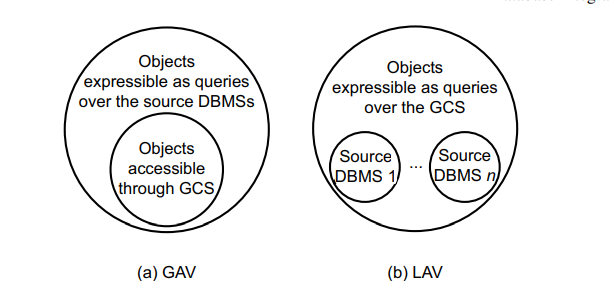 Objects
expressible as queries
over the source DBMSs
Objects
accessible
through GCS
(a) GAV
Objects
expressible as queries
over the GCS
Source
DBMS 1
...
Source
DBMS n
(b) LAV